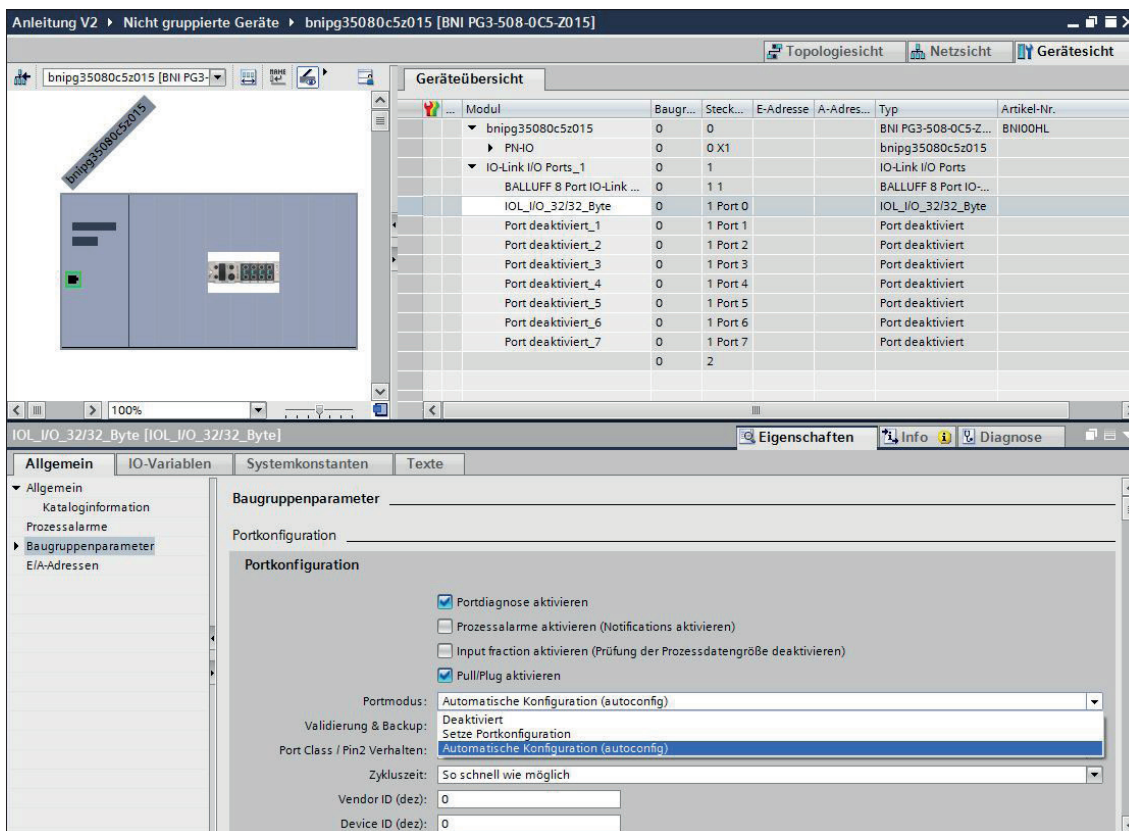 Anleitung V2 ▸ Nicht gruppierte Geräte ▸ bnipg35080c5z015 [BNI PG3-508-0C5-Z015]
Topologiesicht Netzsicht Gerätesicht
bnipg35080c5z015 [BNI PG3-
Geräteübersicht
bnipg35080c5z015
... Modul Baugr... Steck... E-Adresse A-Adres... Typ Artikel-Nr.
bnipg35080c5z015 0 0 BNI PG3-508-0C5-Z... BNI00HL
PN-IO 0 0 X1 bnipg35080c5z015
IO-Link I/O Ports_1 0 1 IO-Link I/O Ports
BALLUFF 8 Port IO-Link ... 0 1 1 BALLUFF 8 Port IO-...
IOL_I/O_32/32_Byte 0 1 Port 0 IOL_I/O_32/32_Byte
Port deaktiviert_1 0 1 Port 1 Port deaktiviert
Port deaktiviert_2 0 1 Port 2 Port deaktiviert
Port deaktiviert_3 0 1 Port 3 Port deaktiviert
Port deaktiviert_4 0 1 Port 4 Port deaktiviert
Port deaktiviert_5 0 1 Port 5 Port deaktiviert
Port deaktiviert_6 0 1 Port 6 Port deaktiviert
Port deaktiviert_7 0 1 Port 7 Port deaktiviert
0 2
100%
IOL_I/O_32/32_Byte [IOL_I/O_32/32_Byte]
Eigenschaften Info Diagnose
Allgemein IO-Variablen Systemkonstanten Texte
Allgemein
Kataloginformation
Prozessalarme
Baugruppenparameter
E/A-Adressen
Baugruppenparameter
Portkonfiguration
Portkonfiguration
Portdiagnose aktivieren
Prozessalarme aktivieren (Notifications aktivieren)
Input fraction aktivieren (Prüfung der Prozessdatengröße deaktivieren)
Pull/Plug aktivieren
Portmodus: Automatische Konfiguration (autoconfig)
Deaktiviert
Validierung & Backup: Setze Portkonfiguration
Port Class / Pin2 Verhalten: Automatische Konfiguration (autoconfig)
Zykluszeit: So schnell wie möglich
Vendor ID (dez): 0
Device ID (dez): 0